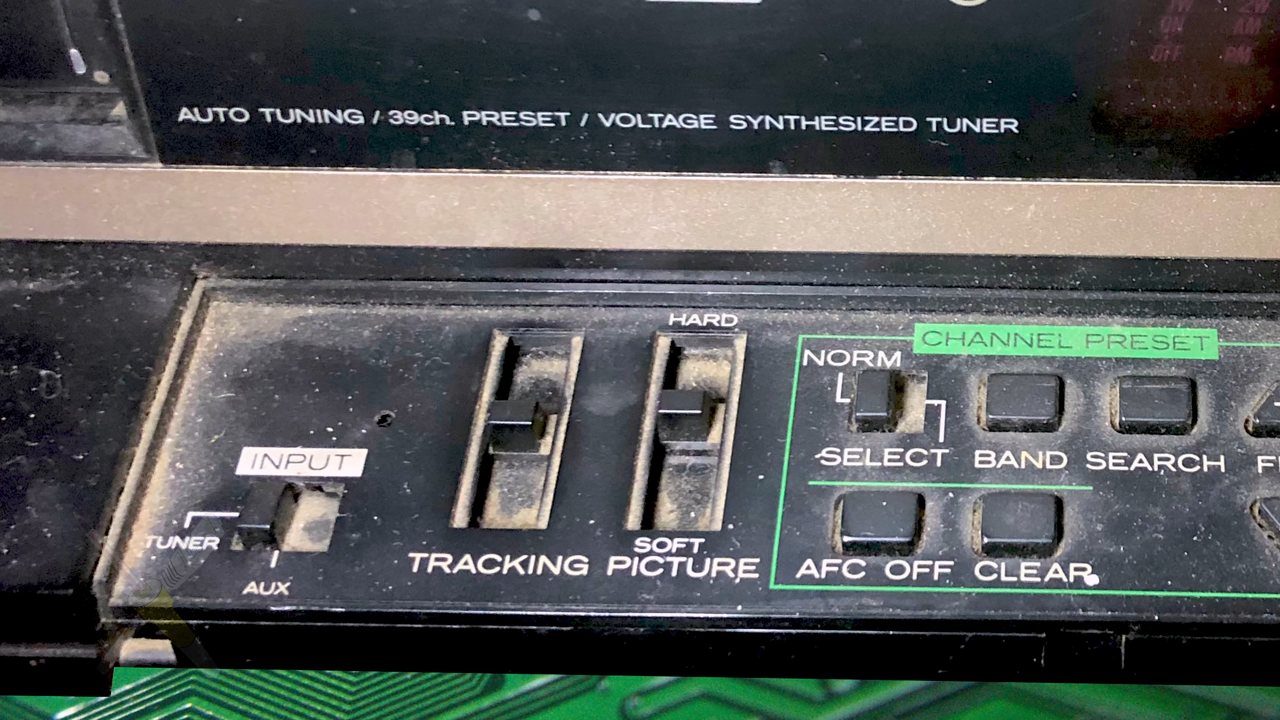 AUTO TUNING / 39ch. PRESET / VOLTAGE SYNTHESIZED TUNER
HARD
CHANNEL PRESET
NORM
INPUT
SELECT BAND SEARCH
TUNER
SOFT
TRACKING PICTURE
AFC OFF CLEAR
AUX